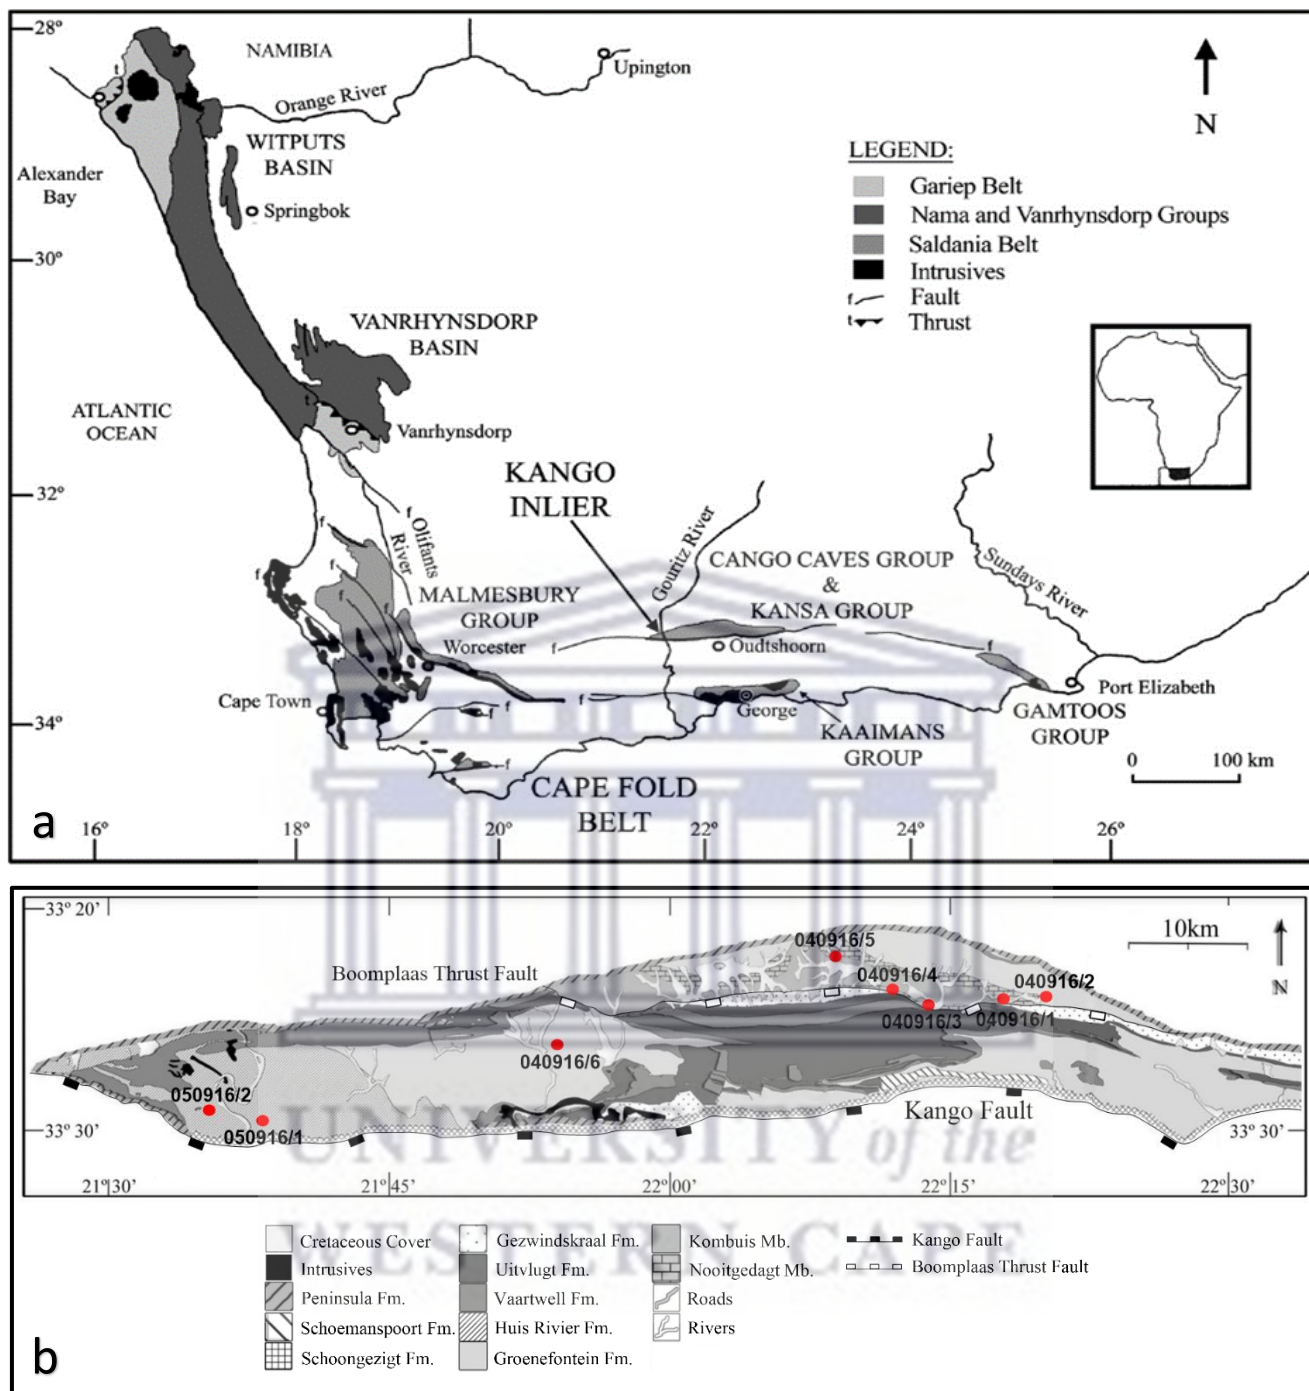 28°
NAMIBIA
Upington
Orange River
N
WITPUTS
BASIN
Alexander
Bay
Springbok
LEGEND:
Gariep Belt
Nama and Vanrhynsdorp Groups
Saldania Belt
Intrusives
f Fault
t Thrust
t
30°
VANRHYNSDORP
BASIN
ATLANTIC
OCEAN
t
Vanrhynsdorp
32°
KANGO
INLIER
f
Olifants
River
f
f
f
f
f
MALMESBURY
GROUP
Gouritz River
CANGO CAVES GROUP
&
KANSA GROUP
Sundays River
Worcester
f
Oudtshoorn
f
Cape Town
f
f
f
George
Port Elizabeth
GAMTOOS
GROUP
KAAIMANS
GROUP
34°
f
CAPE FOLD
BELT
0 100 km
a
16° 18° 20° 22° 24° 26°
33° 20'
10km
N
Boomplaas Thrust Fault
040916/5
040916/4
040916/2
040916/3
040916/1
040916/6
050916/2
050916/1
Kango Fault
33° 30'
33° 30'
21°30' 21°45' 22°00' 22°15' 22°30'
UNIVERSITY of the
WESTERN CAPE
Cretaceous Cover
Intrusives
Peninsula Fm.
Schoemanspoort Fm.
Schoongezigt Fm.
Gezwindskraal Fm.
Uitvlugt Fm.
Vaartwell Fm.
Huis Rivier Fm.
Groenefontein Fm.
Kombuis Mb.
Nooitgedagt Mb.
Roads
Rivers
Kango Fault
Boomplaas Thrust Fault
b